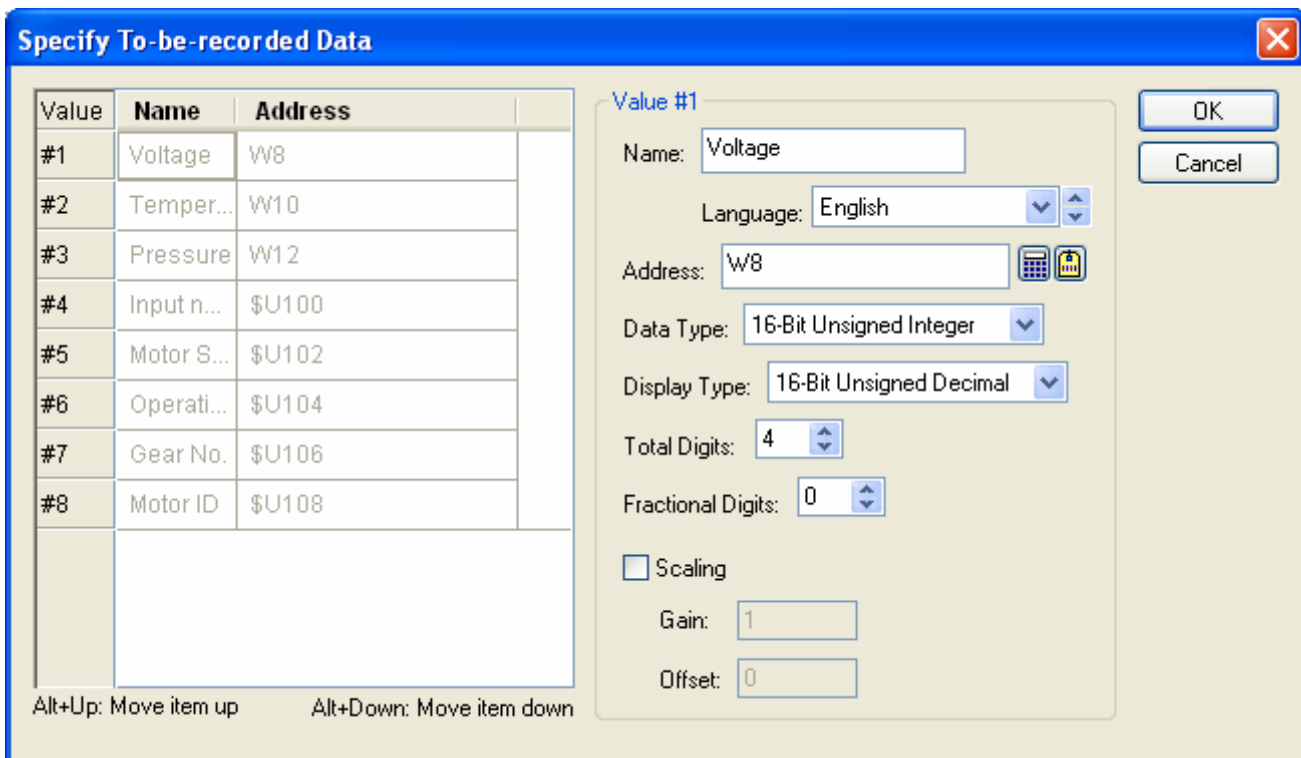 Specify To-be-recorded Data
Value Name Address
#1 Voltage W8
#2 Temper... W10
#3 Pressure W12
#4 Input n... $U100
#5 Motor S... $U102
#6 Operati... $U104
#7 Gear No. $U106
#8 Motor ID $U108
Alt+Up: Move item up Alt+Down: Move item down
Value #1
Name: Voltage
Language: English
Address: W8
Data Type: 16-Bit Unsigned Integer
Display Type: 16-Bit Unsigned Decimal
Total Digits: 4
Fractional Digits: 0
Scaling
Gain: 1
Offset: 0
OK
Cancel